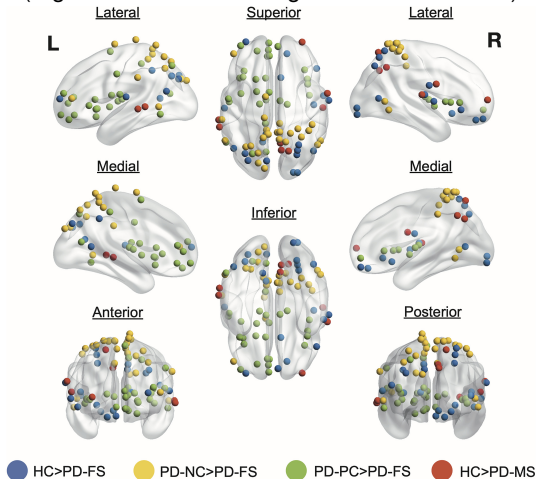 Lateral
Superior
Lateral
L
R
Medial
Medial
Inferior
Anterior
Posterior
HC>PD-FS
PD-NC>PD-FS
PD-PC>PD-FS
HC>PD-MS